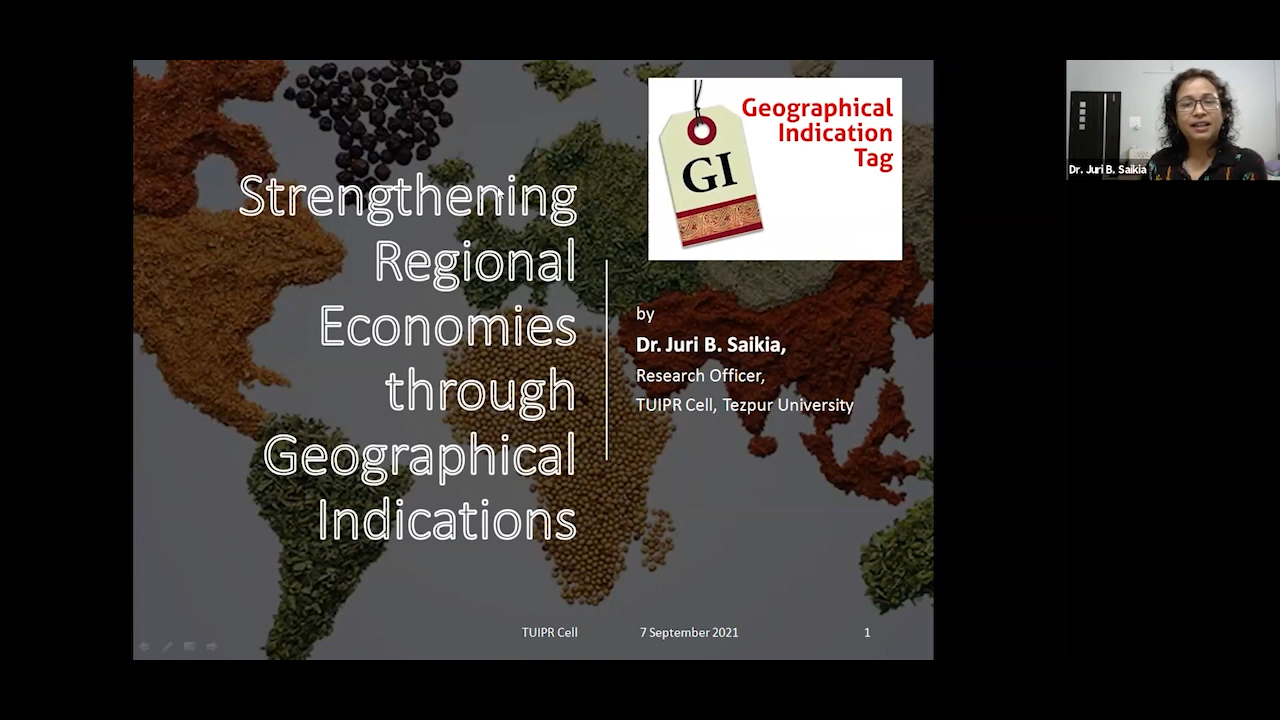 Strengthening
Regional
Economies
through
Geographical
Indications
Geographical
Indication
Tag
GI
by
Dr. Juri B. Saikia,
Research Officer,
TUIPR Cell, Tezpur University
TUIPR Cell
7 September 2021
1
Dr. Juri B. Saikia